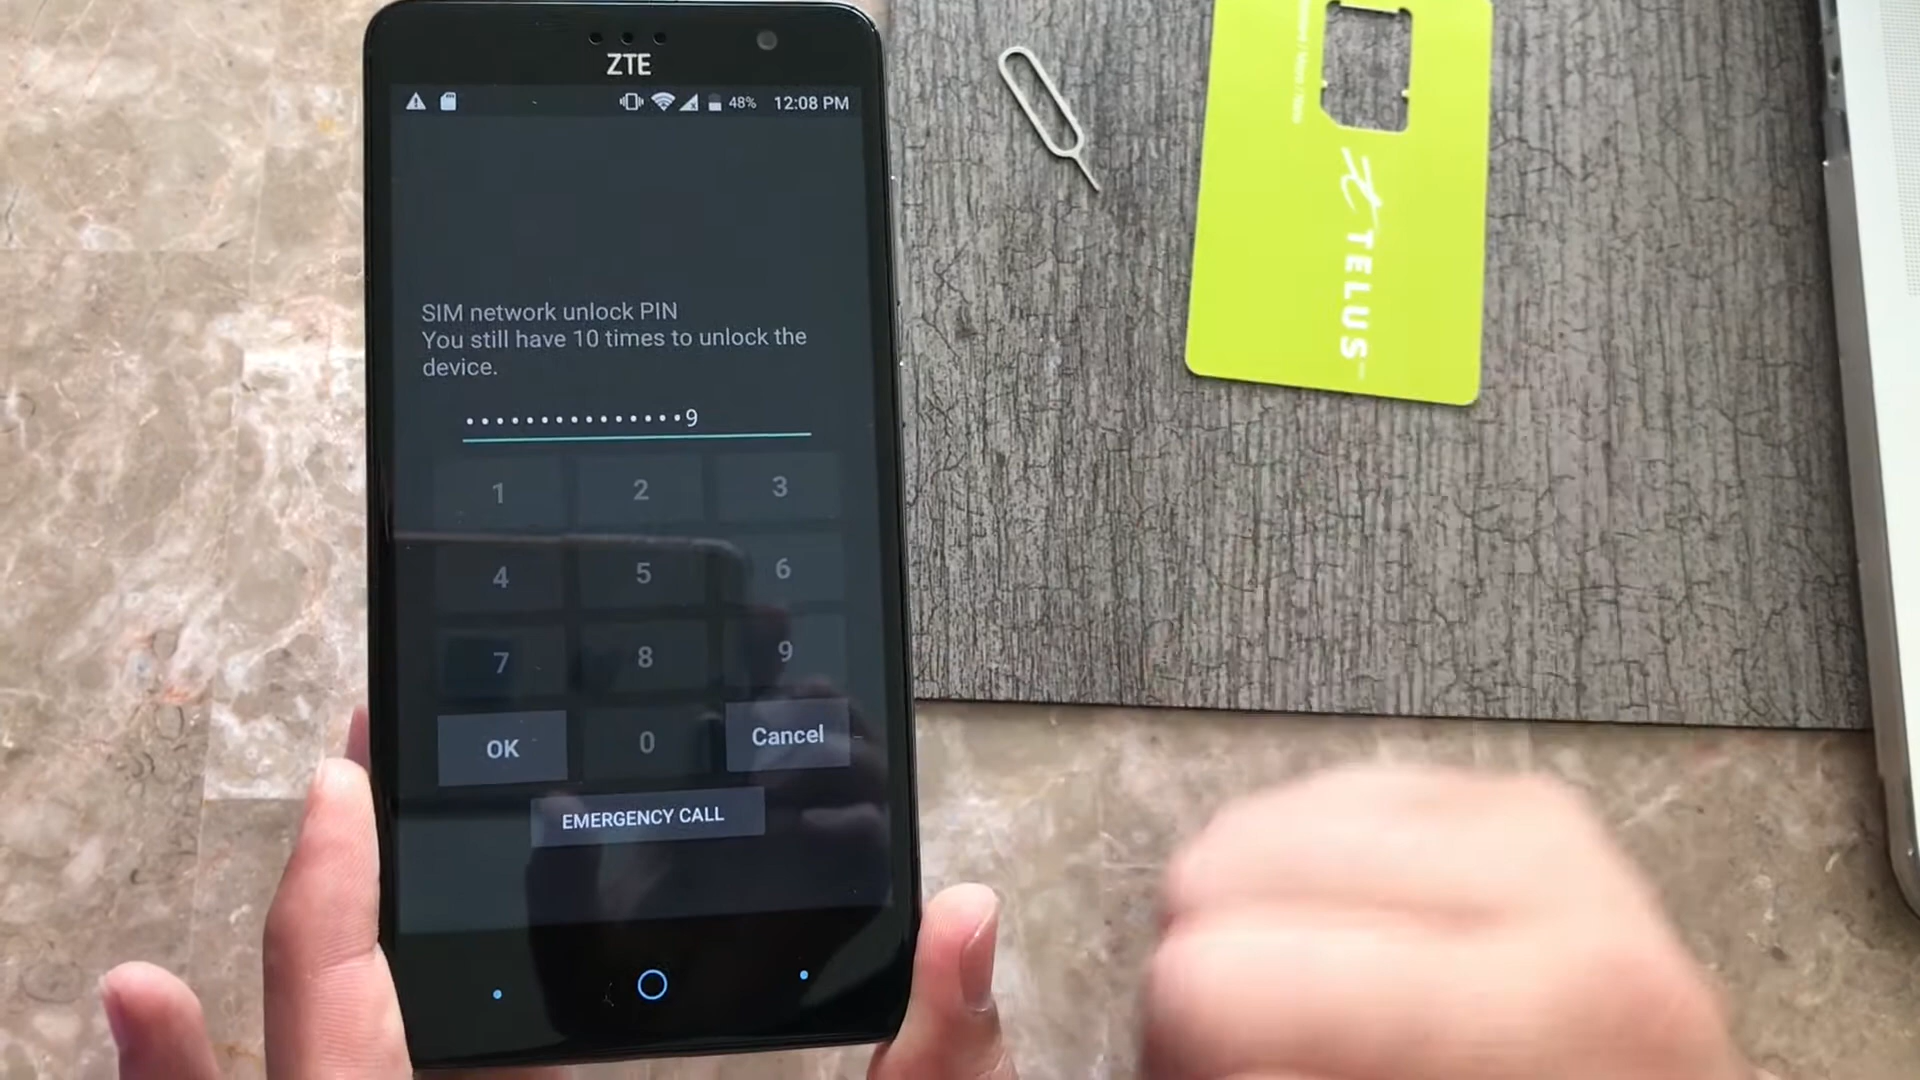 ZTE
48% 12:08 PM
SIM network unlock PIN
You still have 10 times to unlock the
device.
•••••••••••••••9
1 2 3
4 5 6
7 8 9
OK 0 Cancel
EMERGENCY CALL
TELUS